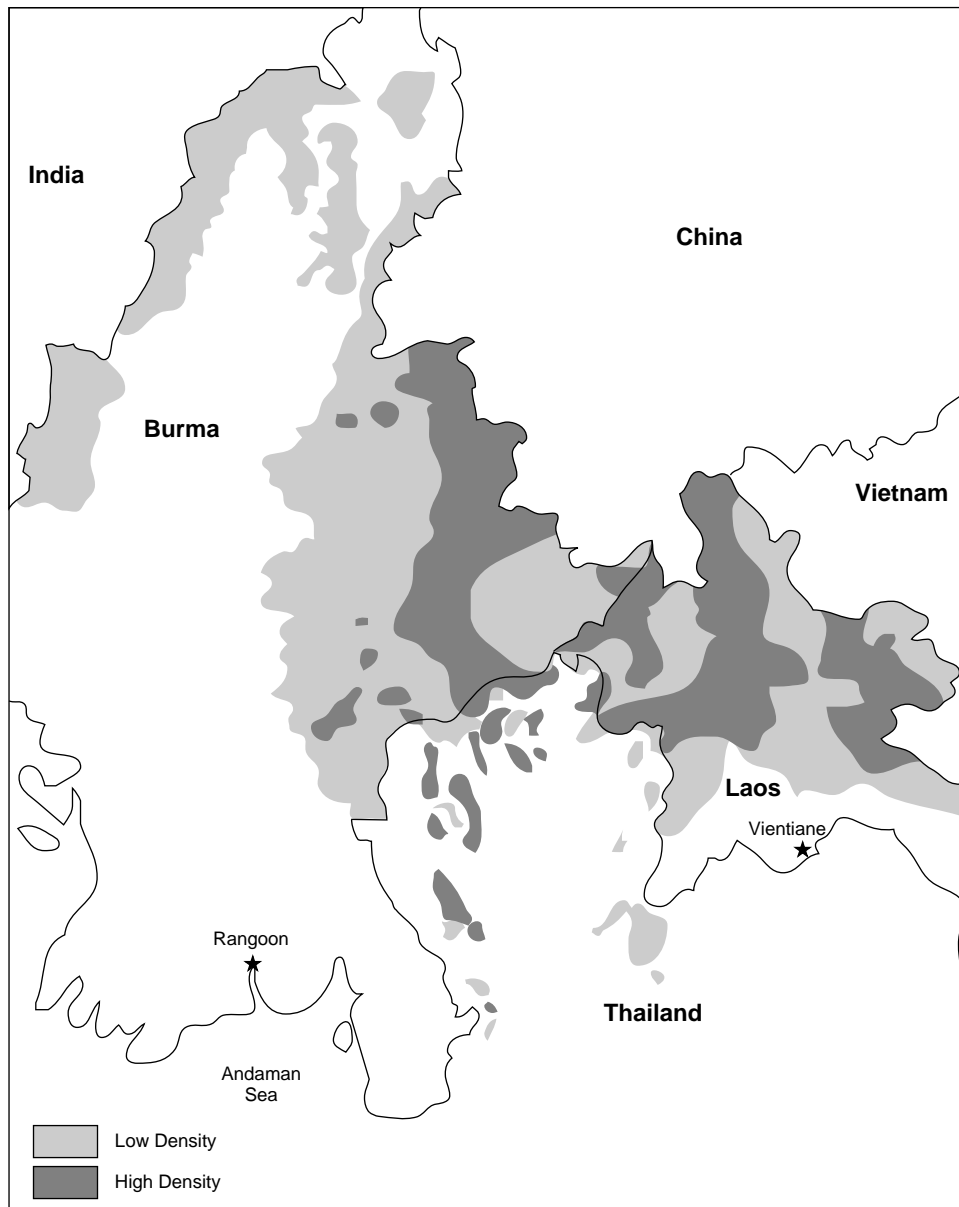 India
China
Burma
Vietnam
Laos
Vientiane
Rangoon
Thailand
Andaman
Sea
Low Density
High Density